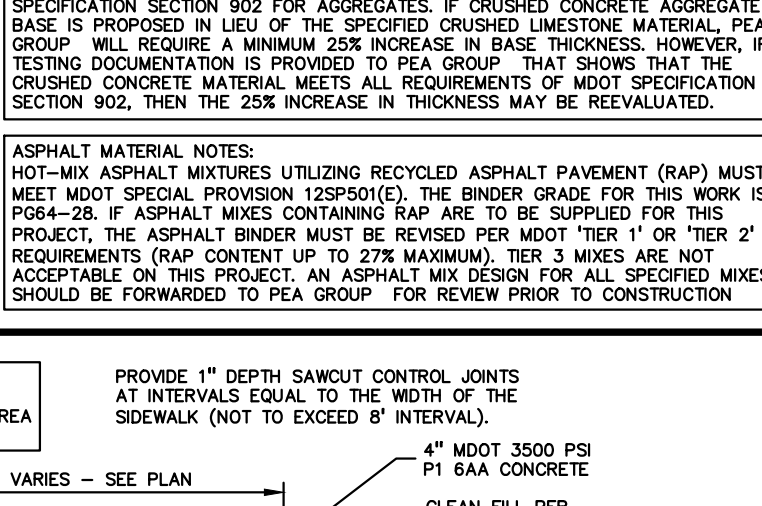 SPECIFICATION SECTION 902 FOR AGGREGATES. IF CRUSHED CONCRETE AGGREGATE
BASE IS PROPOSED IN LIEU OF THE SPECIFIED CRUSHED LIMESTONE MATERIAL, PEA
GROUP WILL REQUIRE A MINIMUM 25% INCREASE IN BASE THICKNESS. HOWEVER, IF
TESTING DOCUMENTATION IS PROVIDED TO PEA GROUP THAT SHOWS THAT THE
CRUSHED CONCRETE MATERIAL MEETS ALL REQUIREMENTS OF MDOT SPECIFICATION
SECTION 902, THEN THE 25% INCREASE IN THICKNESS MAY BE REEVALUATED.
ASPHALT MATERIAL NOTES:
HOT-MIX ASPHALT MIXTURES UTILIZING RECYCLED ASPHALT PAVEMENT (RAP) MUST
MEET MDOT SPECIAL PROVISION 12SP501(E). THE BINDER GRADE FOR THIS WORK IS
PG64-28. IF ASPHALT MIXES CONTAINING RAP ARE TO BE SUPPLIED FOR THIS
PROJECT, THE ASPHALT BINDER MUST BE REVISED PER MDOT 'TIER 1' OR 'TIER 2'
REQUIREMENTS (RAP CONTENT UP TO 27% MAXIMUM). TIER 3 MIXES ARE NOT
ACCEPTABLE ON THIS PROJECT. AN ASPHALT MIX DESIGN FOR ALL SPECIFIED MIXES
SHOULD BE FORWARDED TO PEA GROUP FOR REVIEW PRIOR TO CONSTRUCTION
PROVIDE 1" DEPTH SAWCUT CONTROL JOINTS
AT INTERVALS EQUAL TO THE WIDTH OF THE
SIDEWALK (NOT TO EXCEED 8' INTERVAL).
REA
4" MDOT 3500 PSI
P1 6AA CONCRETE
VARIES - SEE PLAN
CLEAN FILL PER